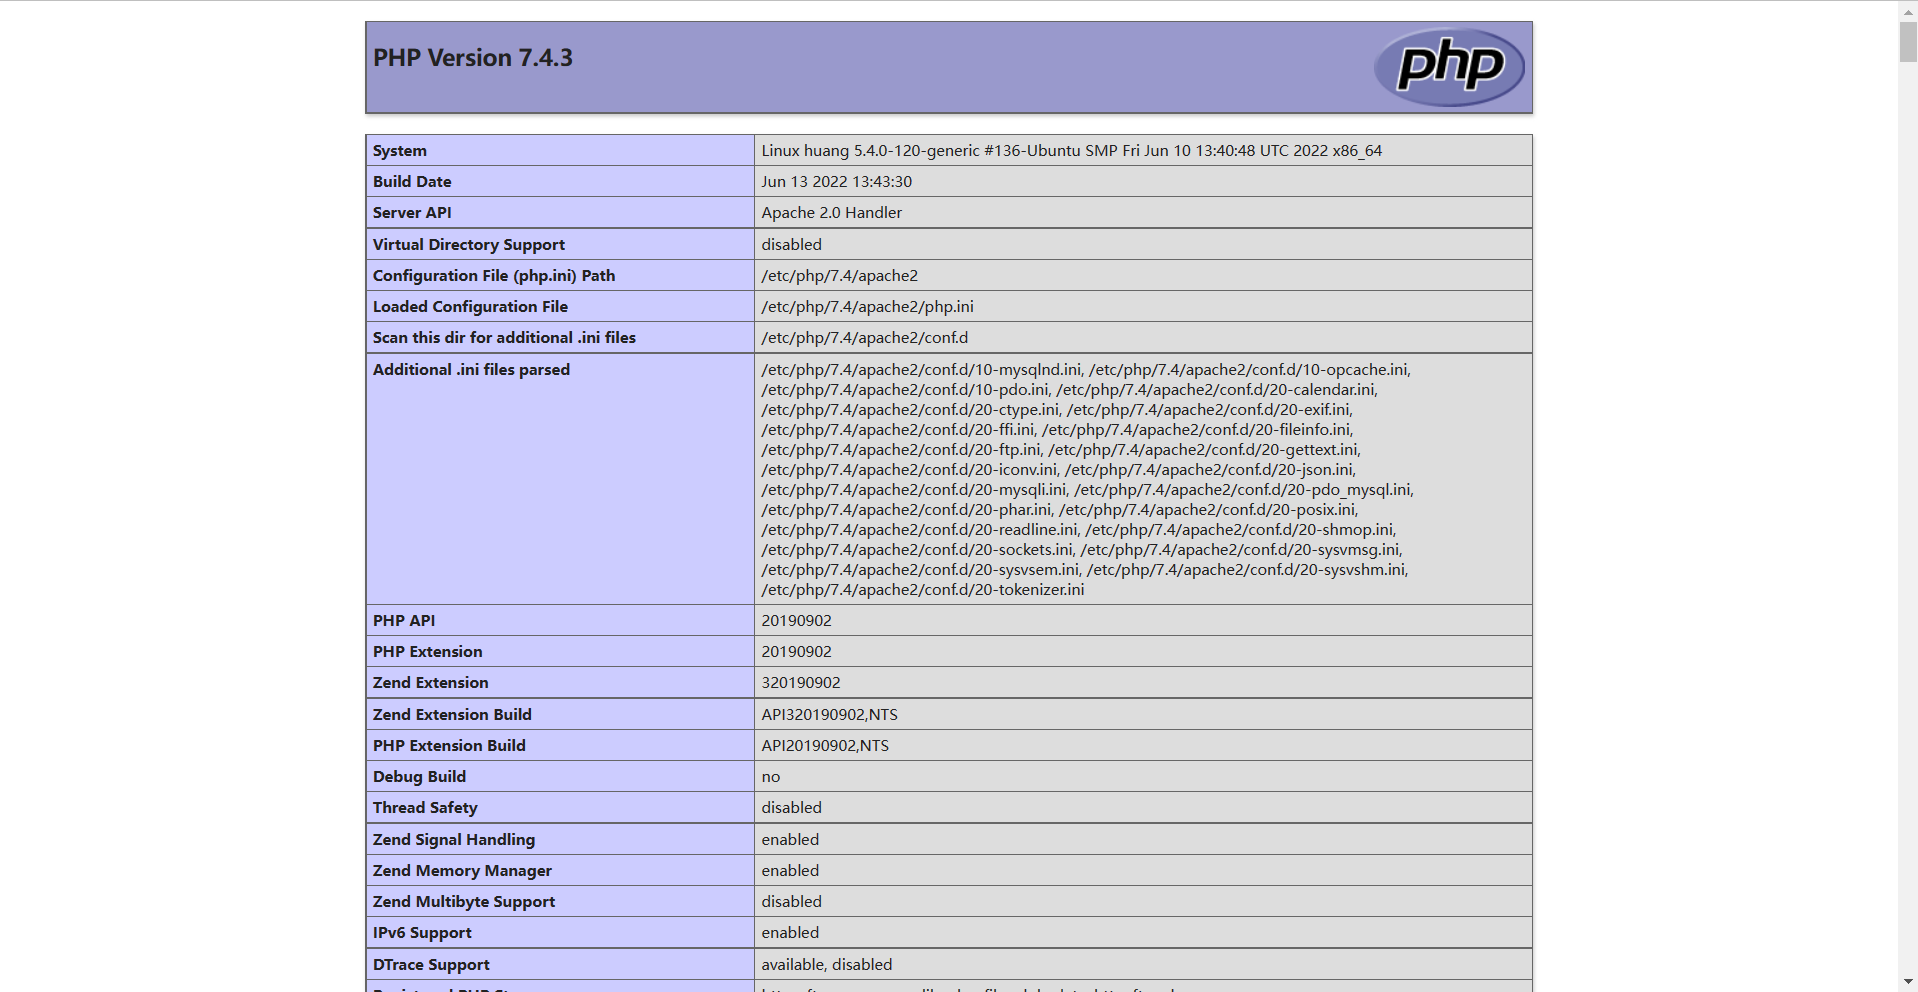 PHP Version 7.4.3
php
System Linux huang 5.4.0-120-generic #136-Ubuntu SMP Fri Jun 10 13:40:48 UTC 2022 x86_64
Build Date Jun 13 2022 13:43:30
Server API Apache 2.0 Handler
Virtual Directory Support disabled
Configuration File (php.ini) Path /etc/php/7.4/apache2
Loaded Configuration File /etc/php/7.4/apache2/php.ini
Scan this dir for additional .ini files /etc/php/7.4/apache2/conf.d
Additional .ini files parsed /etc/php/7.4/apache2/conf.d/10-mysqlnd.ini, /etc/php/7.4/apache2/conf.d/10-opcache.ini,
/etc/php/7.4/apache2/conf.d/10-pdo.ini, /etc/php/7.4/apache2/conf.d/20-calendar.ini,
/etc/php/7.4/apache2/conf.d/20-ctype.ini, /etc/php/7.4/apache2/conf.d/20-exif.ini,
/etc/php/7.4/apache2/conf.d/20-ffi.ini, /etc/php/7.4/apache2/conf.d/20-fileinfo.ini,
/etc/php/7.4/apache2/conf.d/20-ftp.ini, /etc/php/7.4/apache2/conf.d/20-gettext.ini,
/etc/php/7.4/apache2/conf.d/20-iconv.ini, /etc/php/7.4/apache2/conf.d/20-json.ini,
/etc/php/7.4/apache2/conf.d/20-mysqli.ini, /etc/php/7.4/apache2/conf.d/20-pdo_mysql.ini,
/etc/php/7.4/apache2/conf.d/20-phar.ini, /etc/php/7.4/apache2/conf.d/20-posix.ini,
/etc/php/7.4/apache2/conf.d/20-readline.ini, /etc/php/7.4/apache2/conf.d/20-shmop.ini,
/etc/php/7.4/apache2/conf.d/20-sockets.ini, /etc/php/7.4/apache2/conf.d/20-sysvmsg.ini,
/etc/php/7.4/apache2/conf.d/20-sysvsem.ini, /etc/php/7.4/apache2/conf.d/20-sysvshm.ini,
/etc/php/7.4/apache2/conf.d/20-tokenizer.ini
PHP API 20190902
PHP Extension 20190902
Zend Extension 320190902
Zend Extension Build API320190902,NTS
PHP Extension Build API20190902,NTS
Debug Build no
Thread Safety disabled
Zend Signal Handling enabled
Zend Memory Manager enabled
Zend Multibyte Support disabled
IPv6 Support enabled
DTrace Support available, disabled